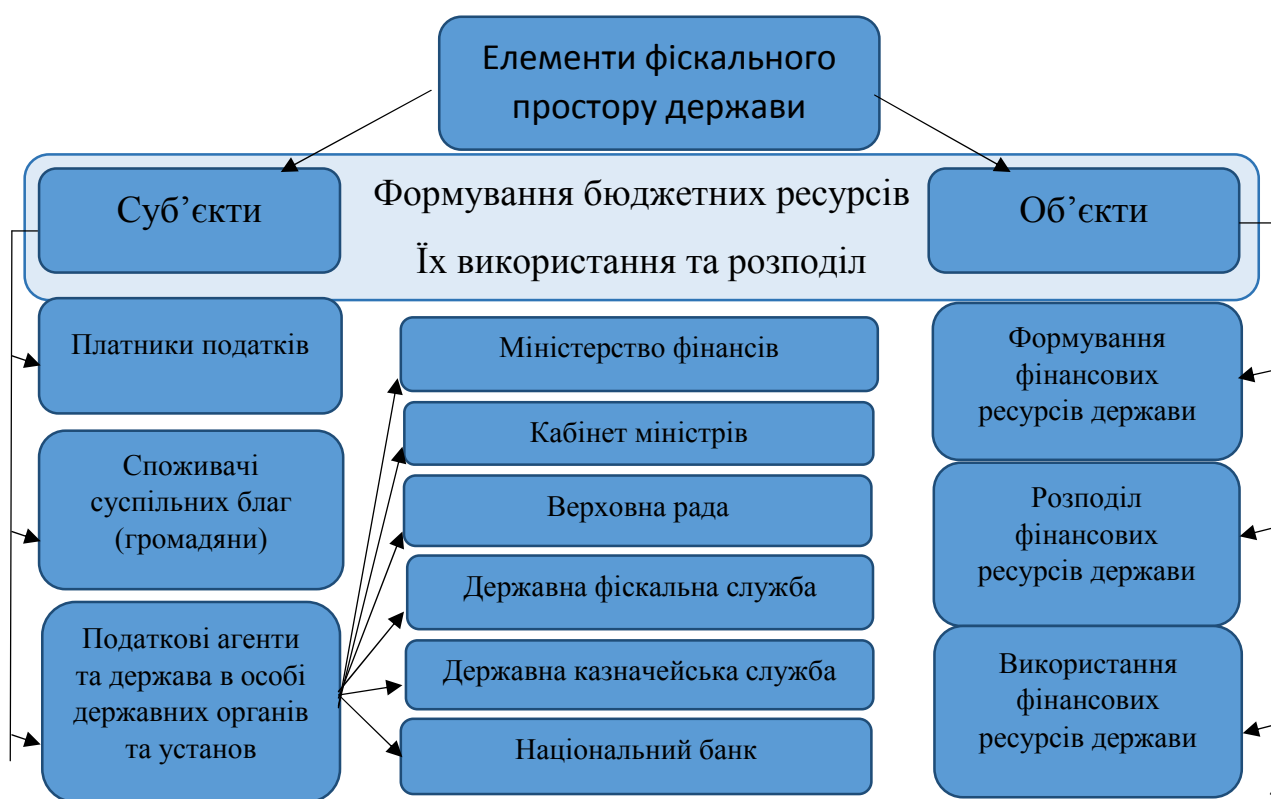 Елементи фіскального
простору держави
Суб’єкти
Формування бюджетних ресурсів
Їх використання та розподіл
Об’єкти
Платники податків
Споживачі
суспільних благ
(громадяни)
Податкові агенти
та держава в особі
державних органів
та установ
Міністерство фінансів
Кабінет міністрів
Верховна рада
Державна фіскальна служба
Державна казначейська служба
Національний банк
Формування
фінансових
ресурсів держави
Розподіл
фінансових
ресурсів держави
Використання
фінансових
ресурсів держави